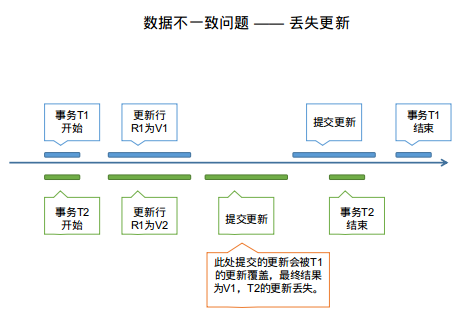 数据不一致问题 —— 丢失更新
事务T1
开始
更新行
R1为V1
提交更新
事务T1
结束
事务T2
开始
更新行
R1为V2
提交更新
事务T2
结束
此处提交的更新会被T1
的更新覆盖，最终结果
为V1，T2的更新丢失。